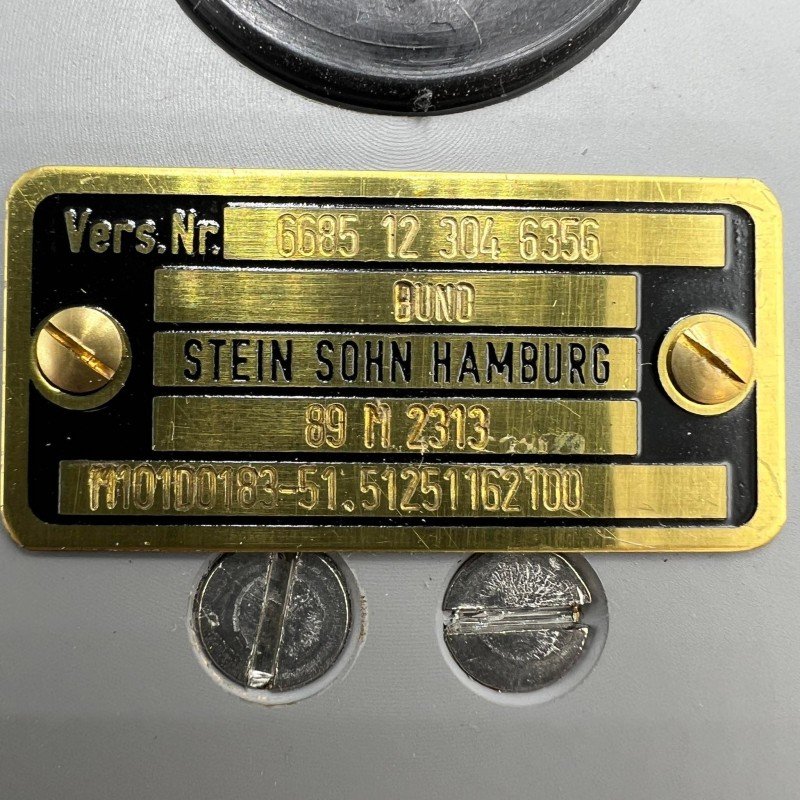 Vers.Nr. 6685 12 304 6356
BUND
STEIN SOHN HAMBURG
89 M 2313
M101D0183-51.51251162100